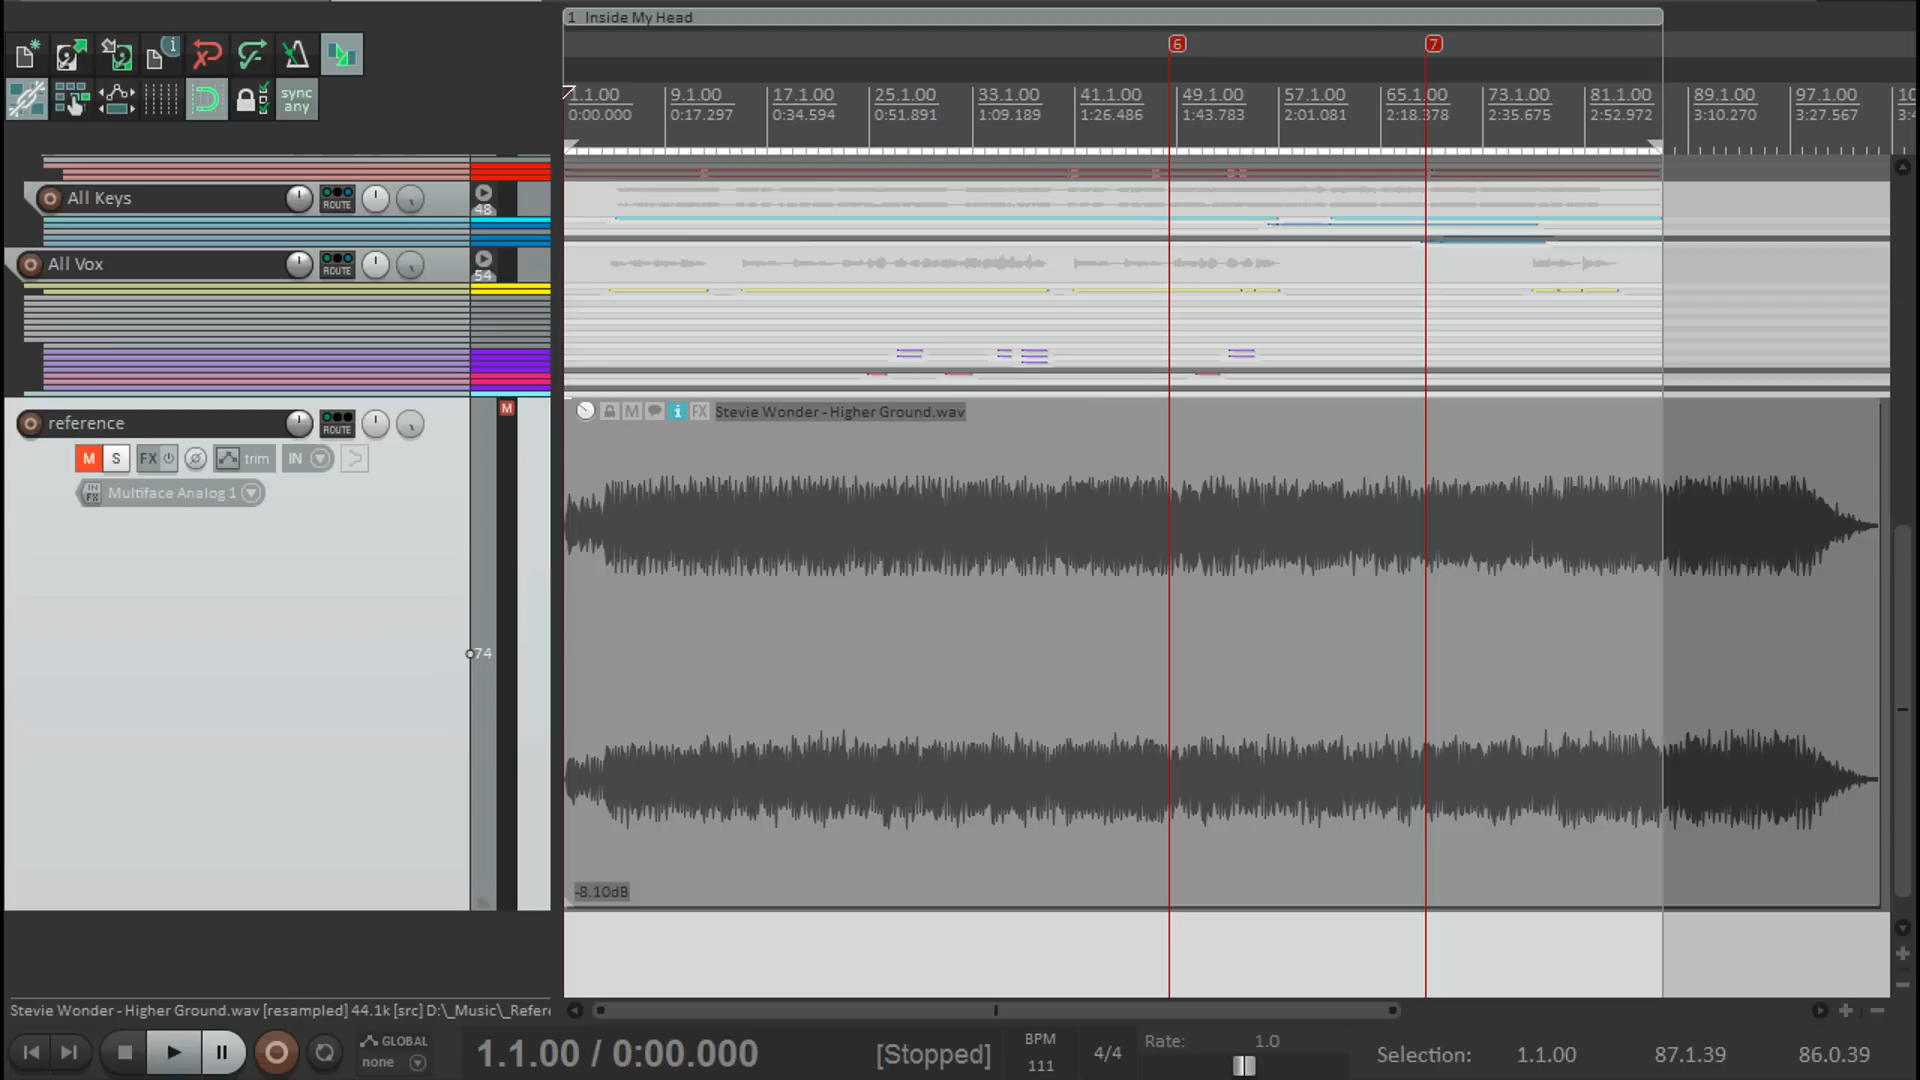 1 Inside My Head
6
7
1.1.00 9.1.00 17.1.00 25.1.00 33.1.00 41.1.00 49.1.00 57.1.00 65.1.00 73.1.00 81.1.00 89.1.00 97.1.00
0:00.000 0:17.297 0:34.594 0:51.891 1:09.189 1:26.486 1:43.783 2:01.081 2:18.378 2:35.675 2:52.972 3:10.270 3:27.567
sync
any
All Keys
ROUTE
48
All Vox
ROUTE
54
reference
ROUTE
M
M S FX trim IN
IN
FX
Multiface Analog 1
74
M i FX Stevie Wonder - Higher Ground.wav
-8.10dB
Stevie Wonder - Higher Ground.wav [resampled] 44.1k [src] D:\_Music\_Refere
GLOBAL
none
1.1.00 / 0:00.000
[Stopped]
BPM
111
4/4
Rate: 1.0
Selection: 1.1.00 87.1.39 86.0.39